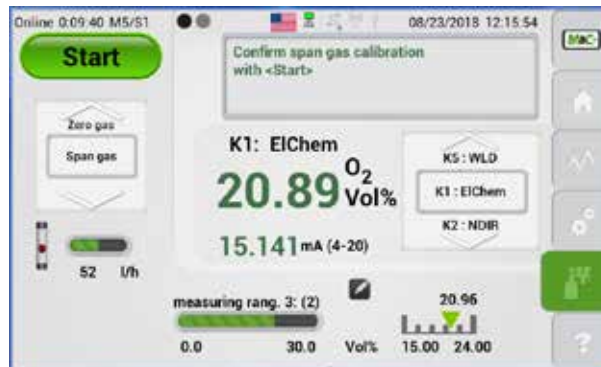 Online 0:09:40 M5/S1
08/23/2018 12:15:54
Start
Confirm span gas calibration
with <Start>
Zero gas
Span gas
K1: ElChem
20.89 O2 Vol%
15.141 mA (4-20)
K5 : WLD
K1 : ElChem
K2 : NDIR
52 l/h
measuring rang. 3: (2)
20.96
0.0 30.0 Vol% 15.00 24.00
?